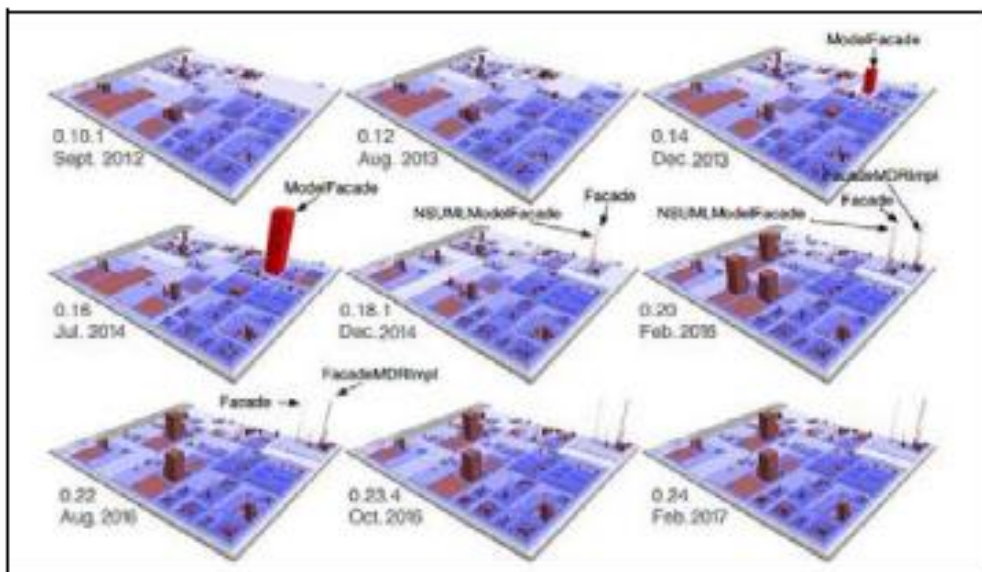 ModelFacade
0.10.1
Sept. 2012
0.12
Aug. 2013
0.14
Dec. 2013
ModelFacade
NSUMLModelFacade
Facade
FacadeMDRImpl
Facade
NSUMLModelFacade
0.16
Jul. 2014
0.18.1
Dec. 2014
0.20
Feb. 2015
Facade
FacadeMDRImpl
0.22
Aug. 2016
0.23.4
Oct. 2016
0.24
Feb. 2017